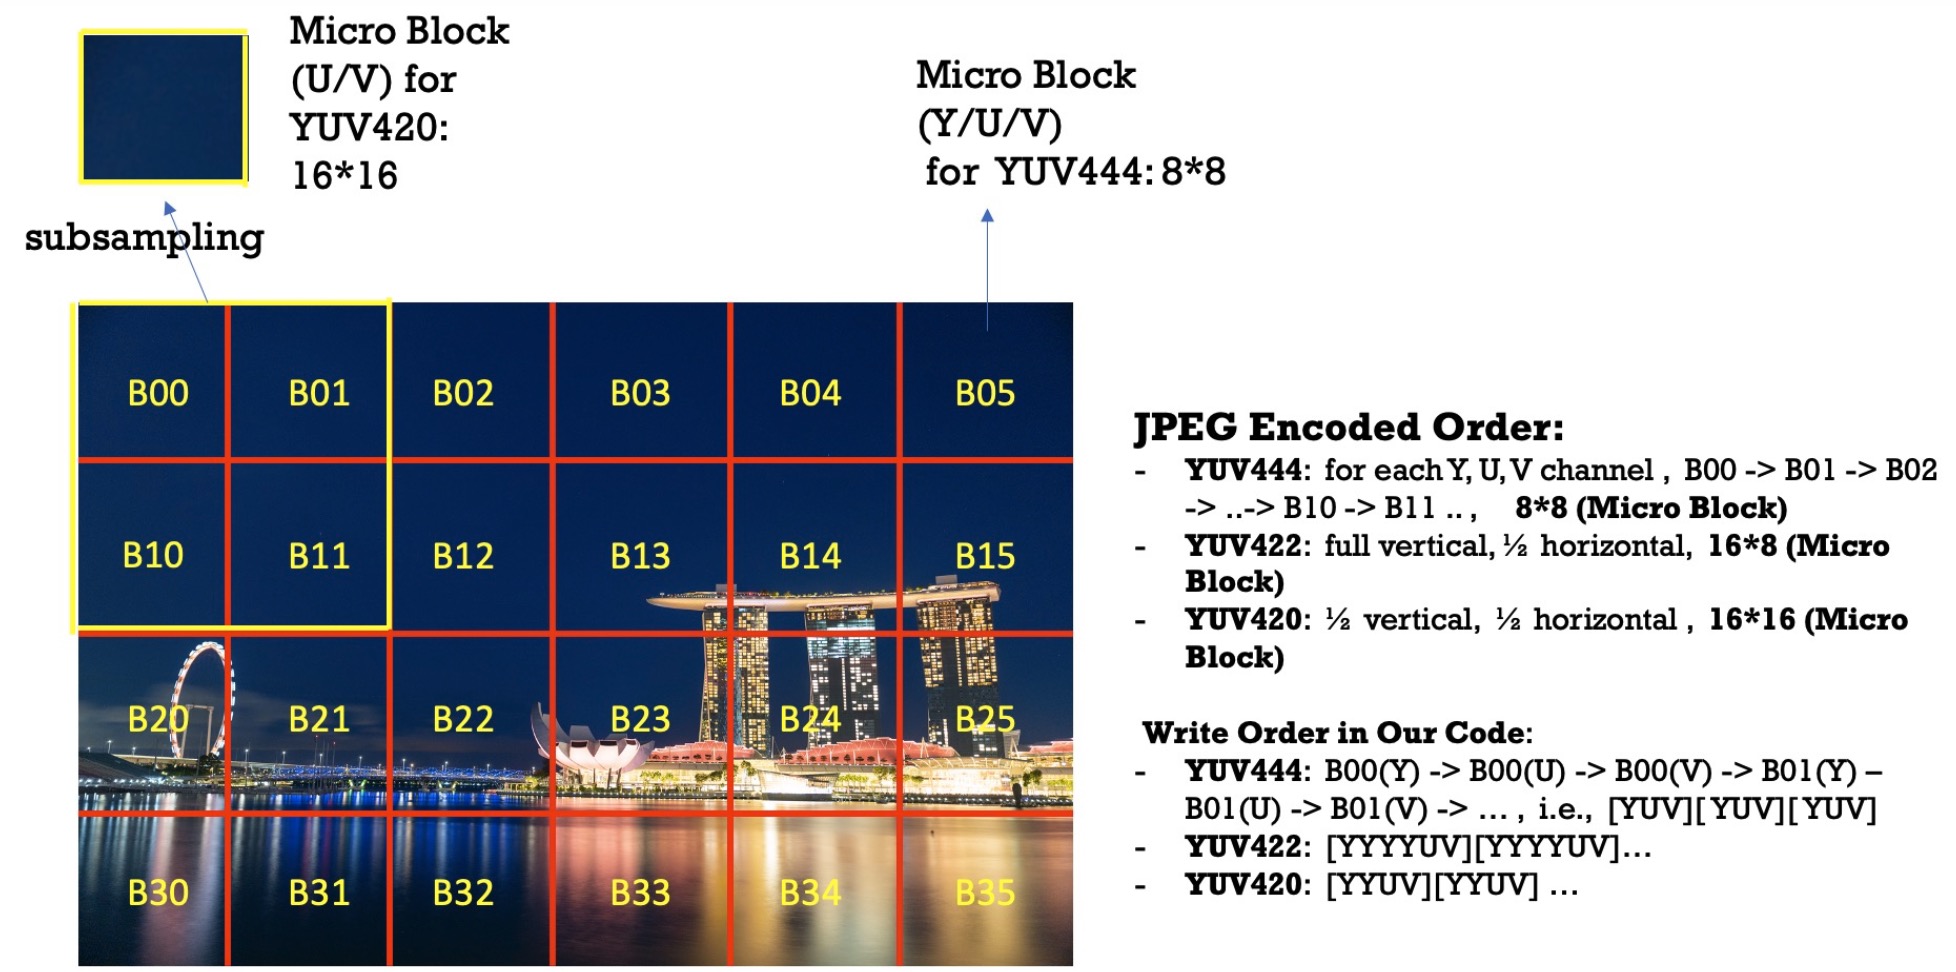 Micro Block
(U/V) for
YUV420:
16*16
Micro Block
(Y/U/V)
for YUV444: 8*8
subsampling
B00 B01 B02 B03 B04 B05
B10 B11 B12 B13 B14 B15
B20 B21 B22 B23 B24 B25
B30 B31 B32 B33 B34 B35
JPEG Encoded Order:
- YUV444: for each Y, U, V channel , B00 -> B01 -> B02
-> ..-> B10 -> B11 .. , 8*8 (Micro Block)
- YUV422: full vertical, ½ horizontal, 16*8 (Micro
Block)
- YUV420: ½ vertical, ½ horizontal , 16*16 (Micro
Block)
Write Order in Our Code:
- YUV444: B00(Y) -> B00(U) -> B00(V) -> B01(Y) –
B01(U) -> B01(V) -> ... , i.e., [YUV][YUV][YUV]
- YUV422: [YYYYUV][YYYYUV]...
- YUV420: [YYUV][YYUV] ...